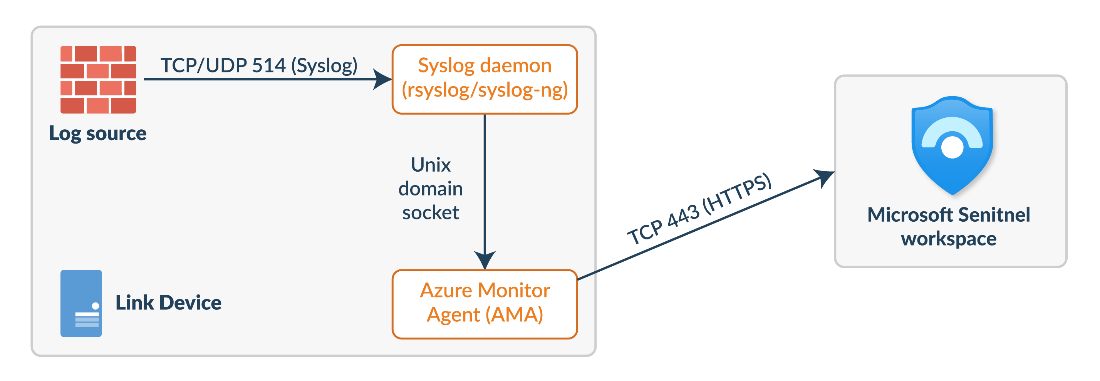 TCP/UDP 514 (Syslog)
Syslog daemon
(rsyslog/syslog-ng)
Log source
Unix
domain
socket
TCP 443 (HTTPS)
Microsoft Senitnel
workspace
Link Device
Azure Monitor
Agent (AMA)